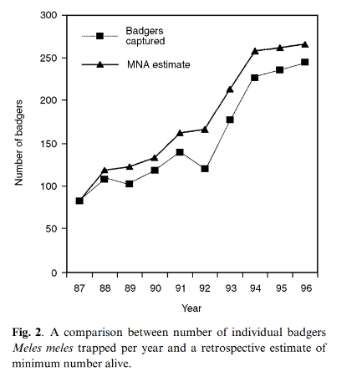 300
250
200
150
100
50
0
Number of badgers
Badgers
captured
MNA estimate
87 88 89 90 91 92 93 94 95 96
Year
Fig. 2. A comparison between number of individual badgers
Meles meles trapped per year and a retrospective estimate of
minimum number alive.